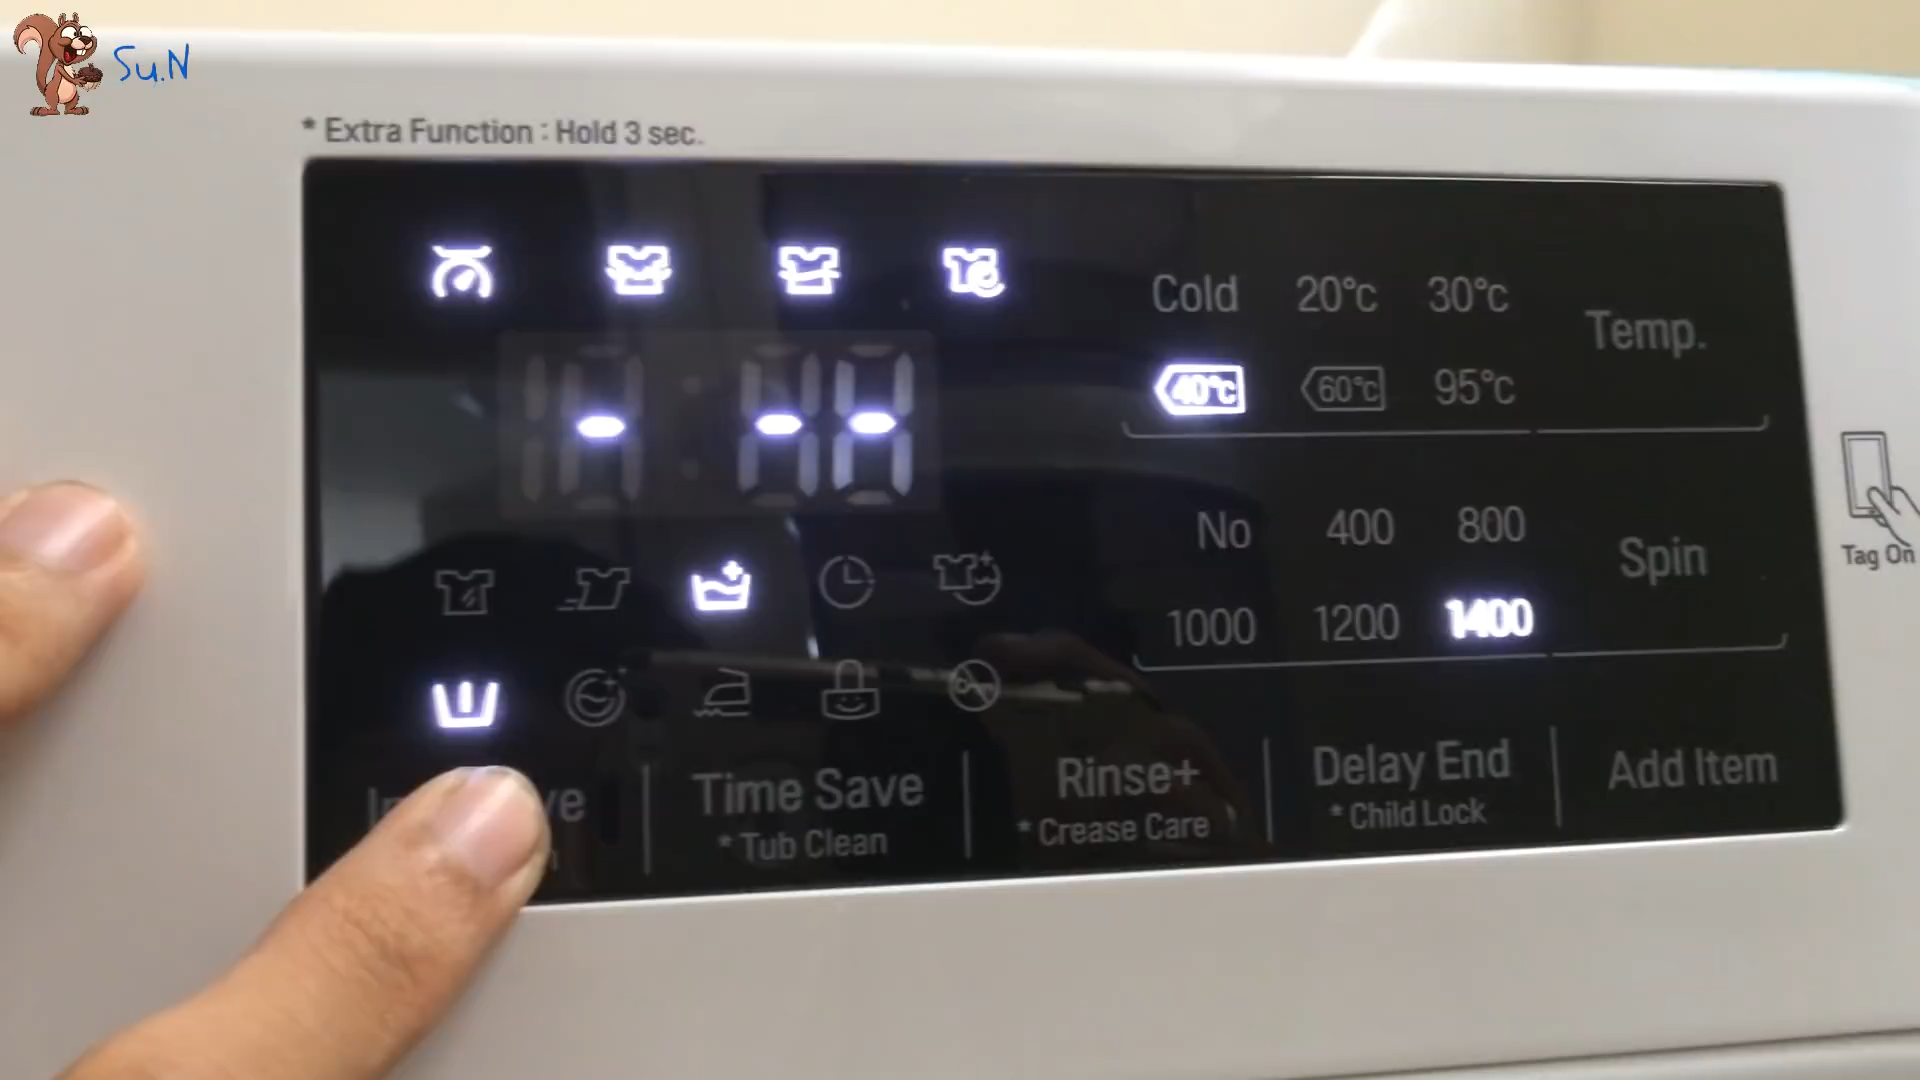 Su.N
* Extra Function : Hold 3 sec.
Cold 20°c 30°c
Temp.
40°c 60°c 95°c
Tag On
No 400 800
Spin
1000 1200 1400
Time Save
* Tub Clean
Rinse+
* Crease Care
Delay End
* Child Lock
Add Item